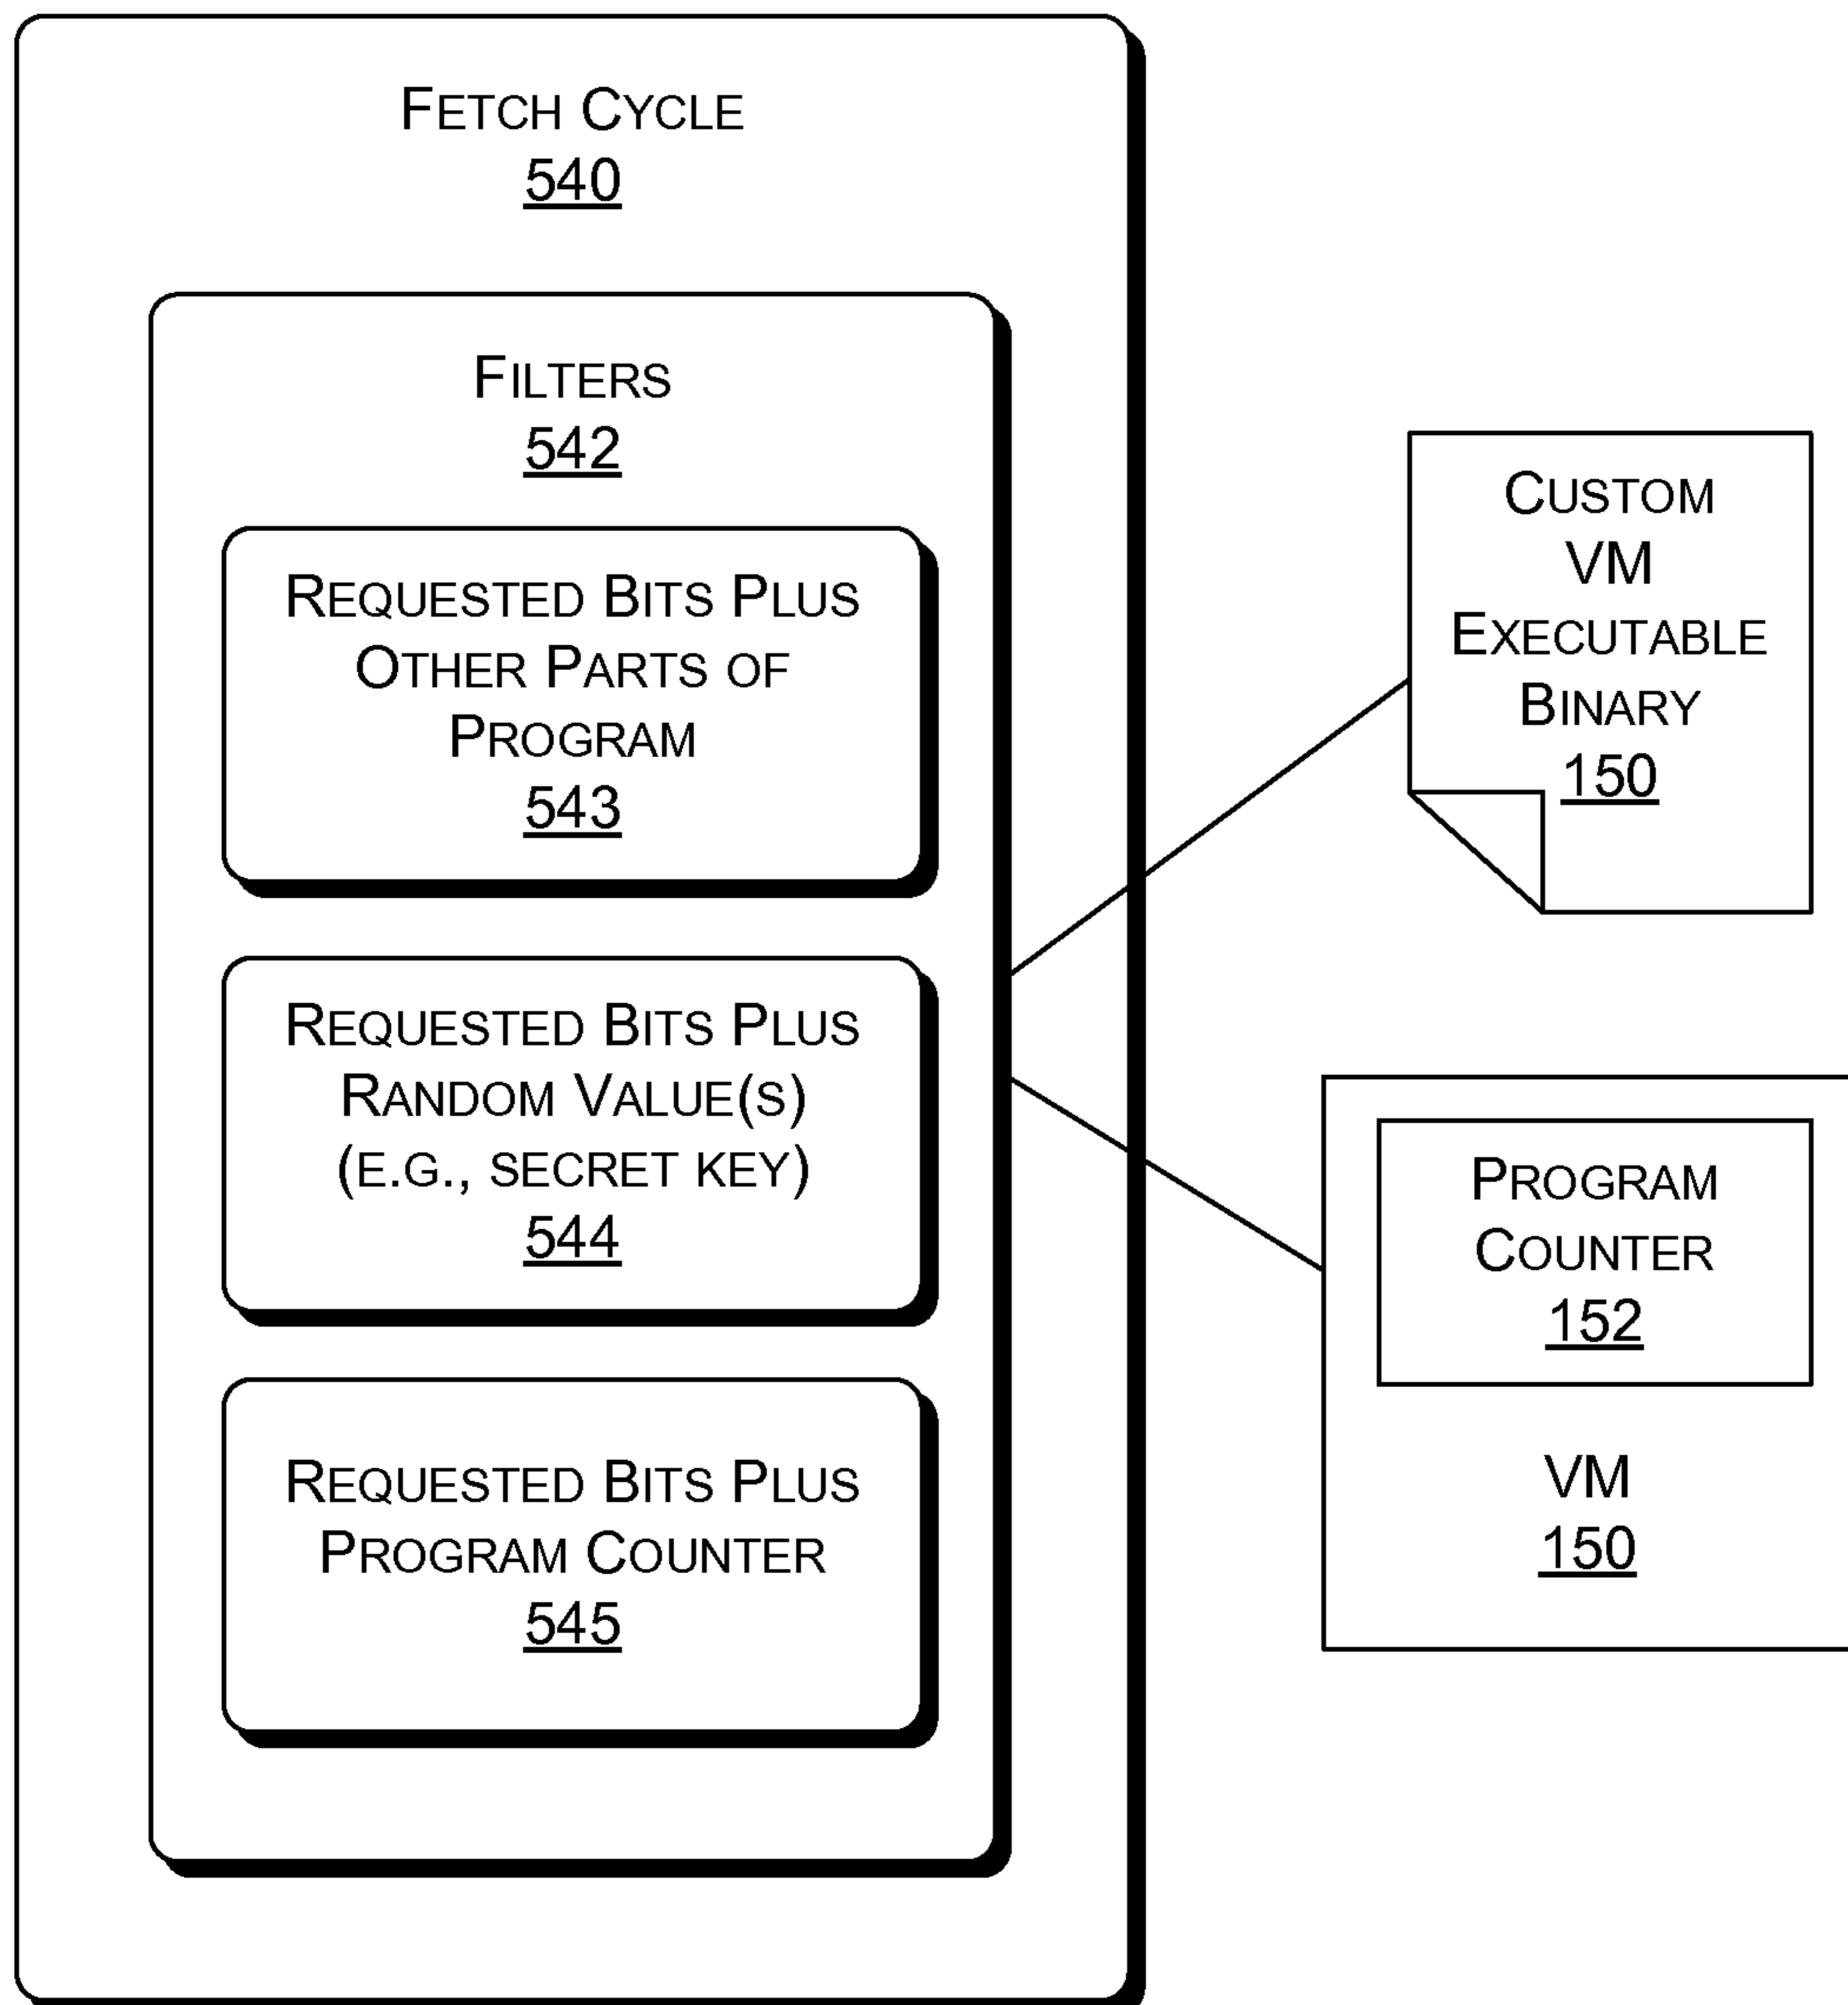 Fetch Cycle
540
Filters
542
Requested Bits Plus
Other Parts of
Program
543
Requested Bits Plus
Random Value(s)
(e.g., secret key)
544
Requested Bits Plus
Program Counter
545
Custom
VM
Executable
Binary
150
Program
Counter
152
VM
150